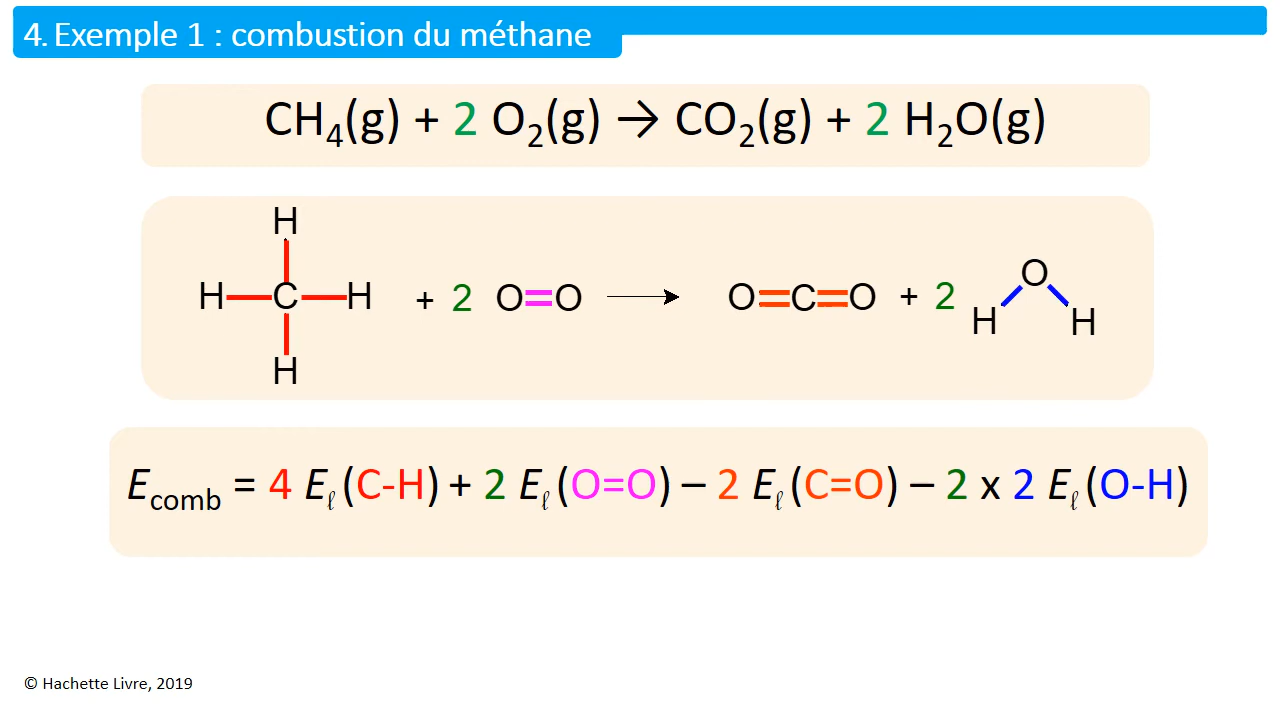 4. Exemple 1 : combustion du méthane
CH₄(g) + 2 O₂(g) → CO₂(g) + 2 H₂O(g)
H
H—C—H + 2 O=O → O=C=O + 2 H O H
H
E_comb = 4 E_ℓ (C-H) + 2 E_ℓ (O=O) – 2 E_ℓ (C=O) – 2 x 2 E_ℓ (O-H)
© Hachette Livre, 2019